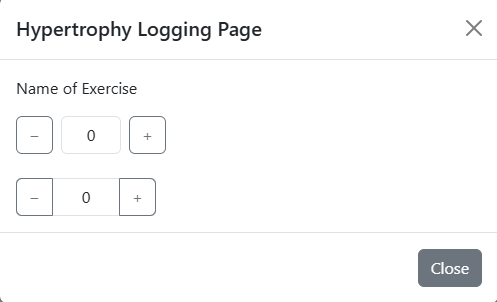 Hypertrophy Logging Page
Name of Exercise
− 0 +
− 0 +
Close